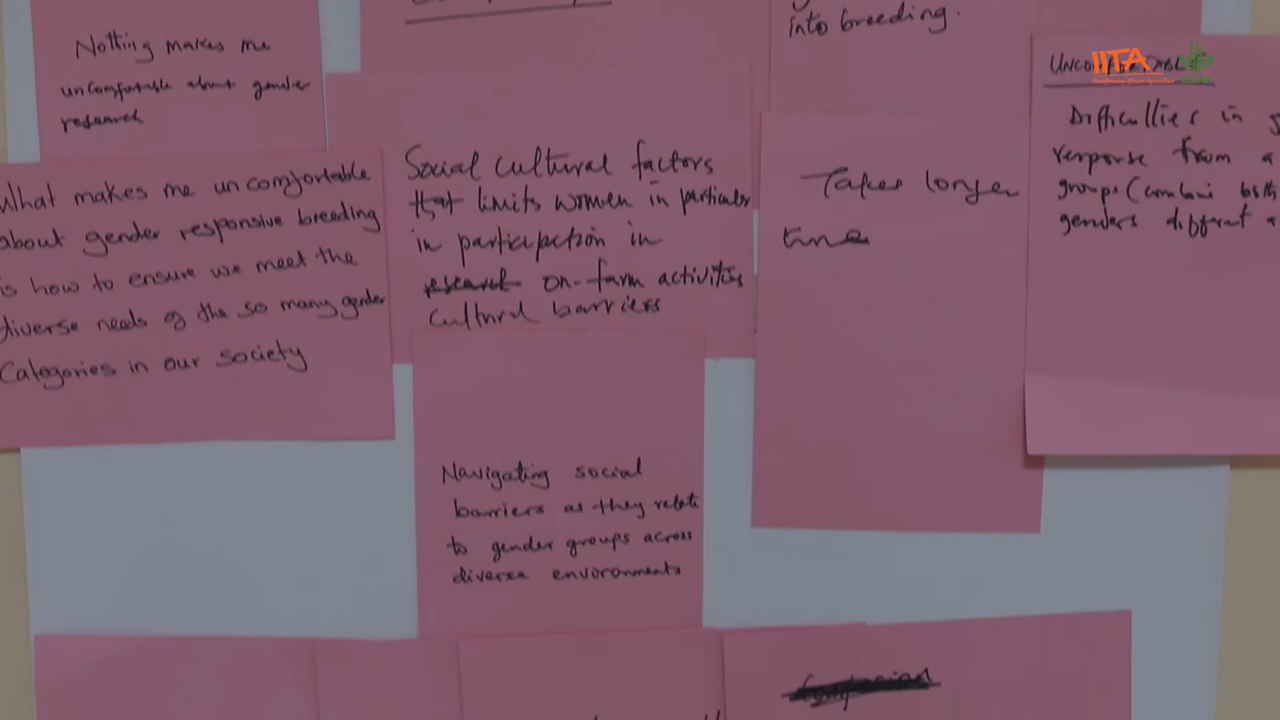 Nothing makes me
uncomfortable about gender
research
into breeding.
IITA
Difficulties in
response from a
groups (combine both
genders different a
What makes me uncomfortable
about gender responsive breeding
is how to ensure we meet the
diverse needs of the so many gender
Categories in our society
Social cultural factors
that limits women in particular
in participation in
research on-farm activities
Cultural barriers
Takes longer
time
Navigating social
barriers as they relate
to gender groups across
diverse envoronments